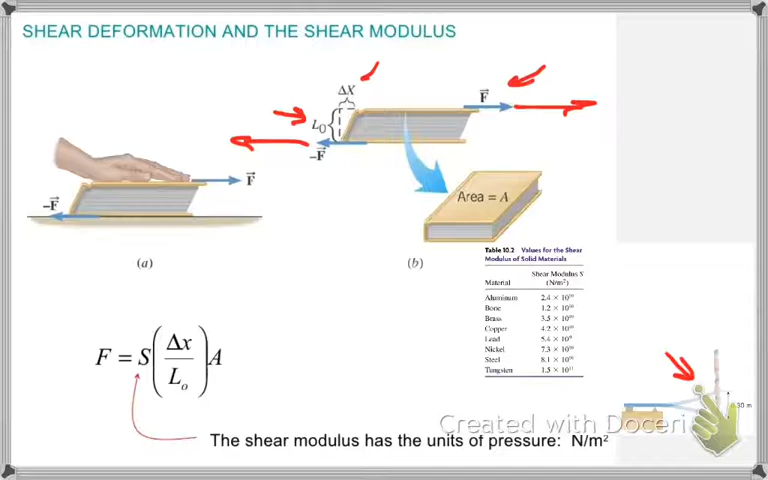 SHEAR DEFORMATION AND THE SHEAR MODULUS
ΔX
F
L0
-F
F
-F
Area = A
(a)
(b)
Table 10.2 Values for the Shear
Modulus of Solid Materials
Shear Modulus S
Material (N/m²)
Aluminum 2.4 × 10¹⁰
Bone 1.2 × 10¹⁰
Brass 3.5 × 10¹⁰
Copper 4.2 × 10¹⁰
Lead 5.4 × 10⁹
Nickel 7.3 × 10¹⁰
Steel 8.1 × 10¹⁰
Tungsten 1.5 × 10¹¹
F = S(Δx/Lo)A
0.30 m
Created with Doceri
The shear modulus has the units of pressure: N/m²